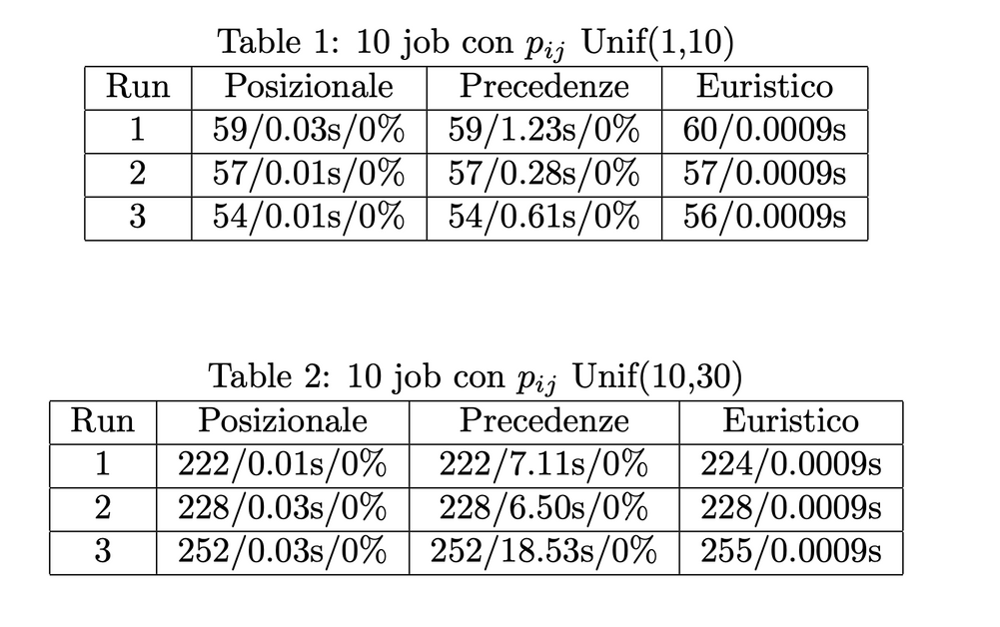 Table 1: 10 job con p_{ij} Unif(1,10)
Run Posizionale Precedenze Euristico
1 59/0.03s/0% 59/1.23s/0% 60/0.0009s
2 57/0.01s/0% 57/0.28s/0% 57/0.0009s
3 54/0.01s/0% 54/0.61s/0% 56/0.0009s
Table 2: 10 job con p_{ij} Unif(10,30)
Run Posizionale Precedenze Euristico
1 222/0.01s/0% 222/7.11s/0% 224/0.0009s
2 228/0.03s/0% 228/6.50s/0% 228/0.0009s
3 252/0.03s/0% 252/18.53s/0% 255/0.0009s